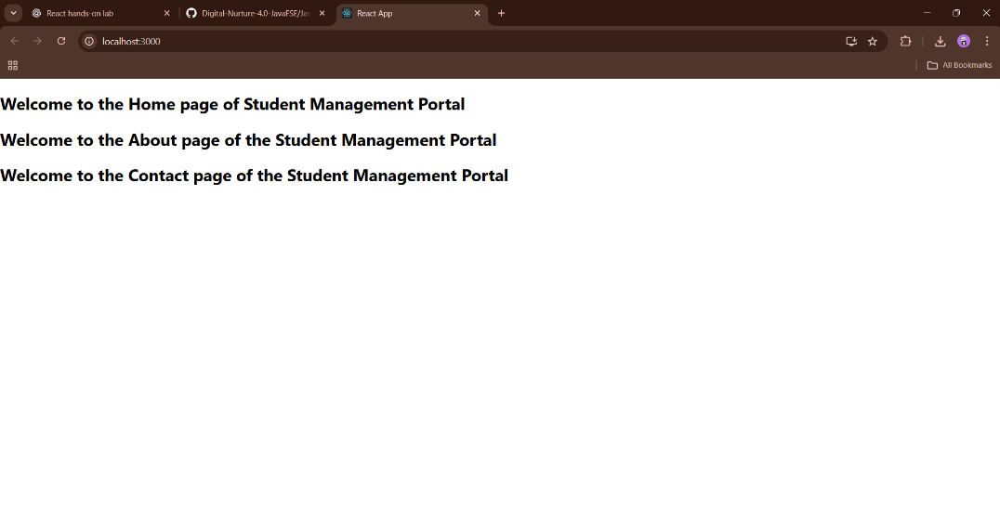 React hands-on lab
Digital-Nurture-4.0-JavaFSE/Jav
React App
localhost:3000
All Bookmarks
Welcome to the Home page of Student Management Portal
Welcome to the About page of the Student Management Portal
Welcome to the Contact page of the Student Management Portal